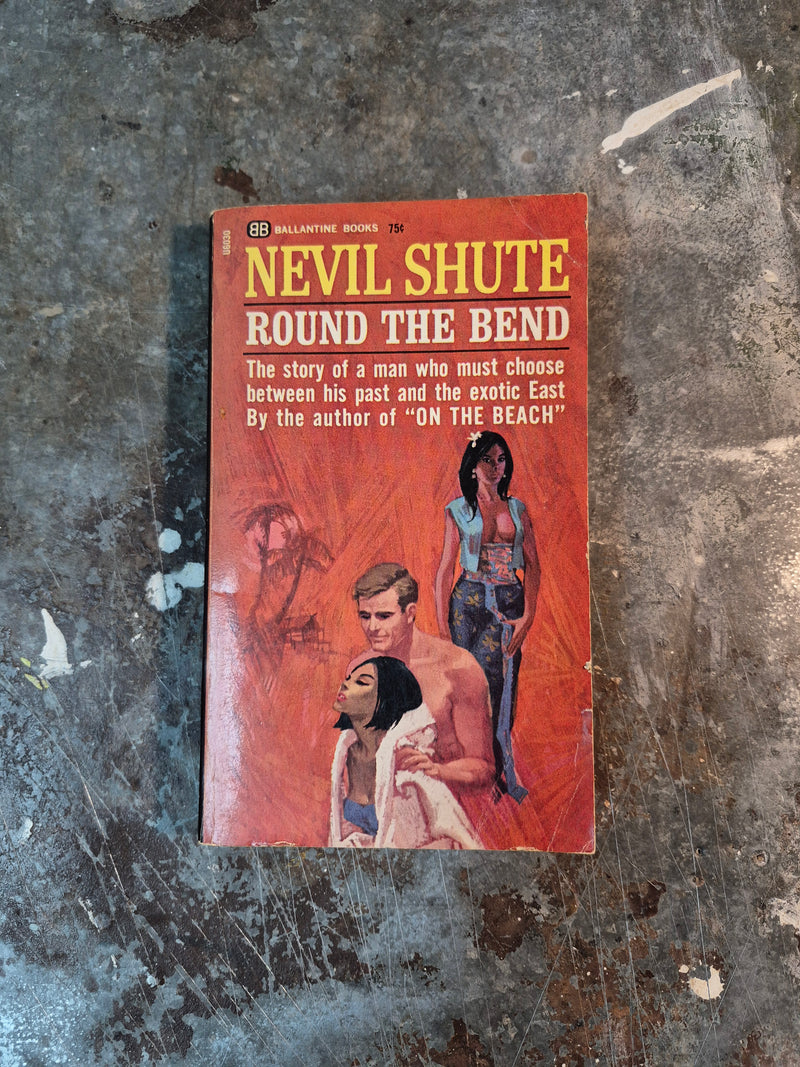 BB BALLANTINE BOOKS 75¢
U6030
NEVIL SHUTE
ROUND THE BEND
The story of a man who must choose
between his past and the exotic East
By the author of "ON THE BEACH"